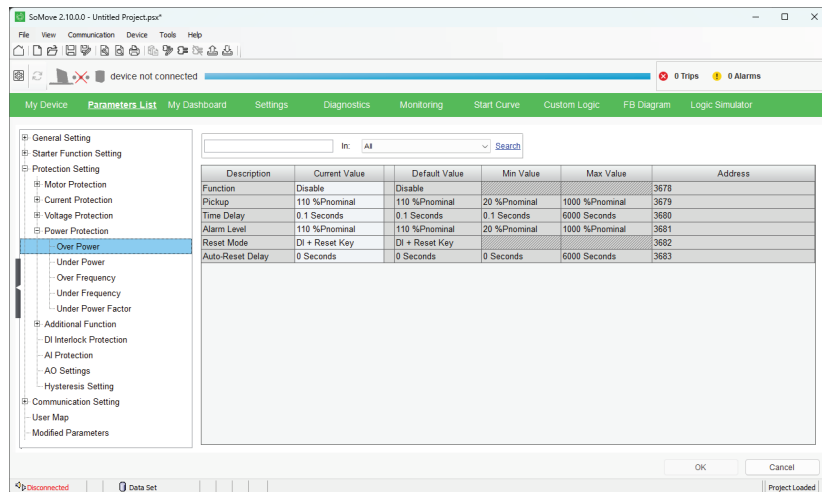 SoMove 2.10.0.0 - Untitled Project.psx*
File View Communication Device Tools Help
device not connected
0 Trips ! 0 Alarms
My Device Parameters List My Dashboard Settings Diagnostics Monitoring Start Curve Custom Logic FB Diagram Logic Simulator
General Setting
Starter Function Setting
Protection Setting
Motor Protection
Current Protection
Voltage Protection
Power Protection
Over Power
Under Power
Over Frequency
Under Frequency
Under Power Factor
Additional Function
DI Interlock Protection
AI Protection
AO Settings
Hysteresis Setting
Communication Setting
User Map
Modified Parameters
In: All Search
Description Current Value Default Value Min Value Max Value Address
Function Disable Disable 3678
Pickup 110 %Pnominal 110 %Pnominal 20 %Pnominal 1000 %Pnominal 3679
Time Delay 0.1 Seconds 0.1 Seconds 0.1 Seconds 6000 Seconds 3680
Alarm Level 110 %Pnominal 110 %Pnominal 20 %Pnominal 1000 %Pnominal 3681
Reset Mode DI + Reset Key DI + Reset Key 3682
Auto-Reset Delay 0 Seconds 0 Seconds 0 Seconds 6000 Seconds 3683
OK Cancel
Disconnected Data Set Project Loaded